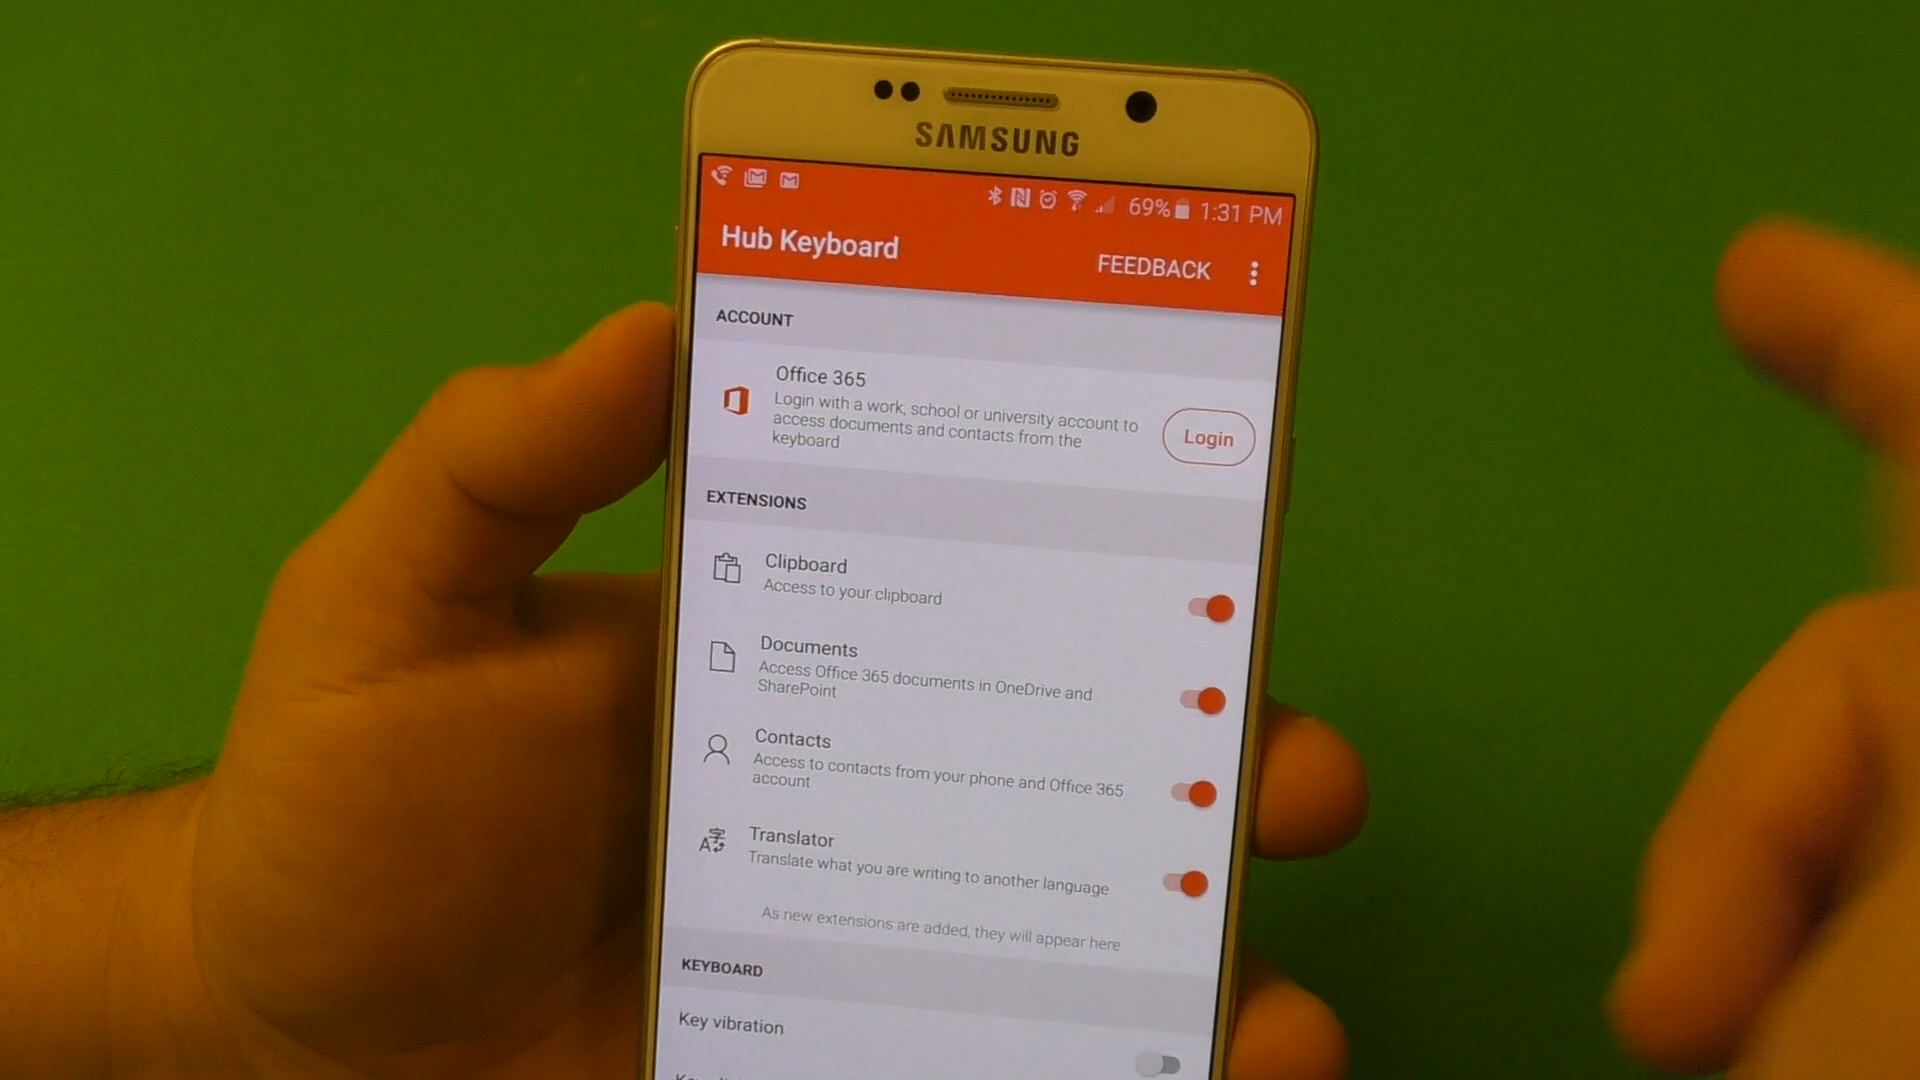 SAMSUNG
69% 1:31 PM
Hub Keyboard
FEEDBACK
ACCOUNT
Office 365
Login with a work, school or university account to
access documents and contacts from the
keyboard
Login
EXTENSIONS
Clipboard
Access to your clipboard
Documents
Access Office 365 documents in OneDrive and
SharePoint
Contacts
Access to contacts from your phone and Office 365
account
Translator
Translate what you are writing to another language
As new extensions are added, they will appear here
KEYBOARD
Key vibration